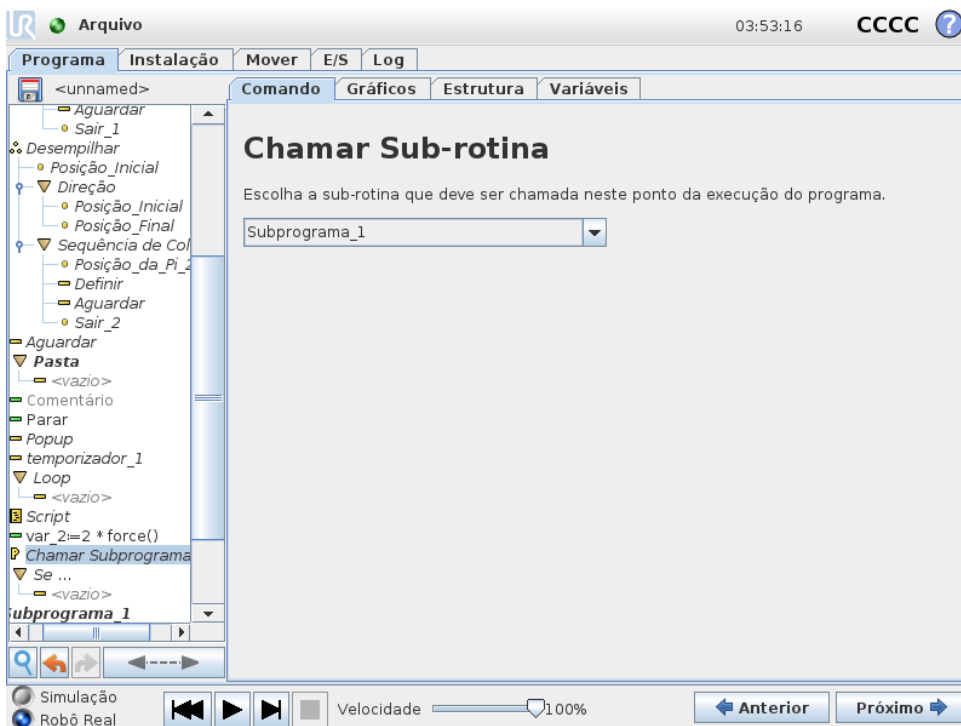 UR Arquivo 03:53:16 CCCC ?
Programa Instalação Mover E/S Log
<unnamed> Comando Gráficos Estrutura Variáveis
Aguardar
Sair_1
Desempilhar
Posição_Inicial
Direção
Posição_Inicial
Posição_Final
Sequência de Col
Posição_da_Pi_2
Definir
Aguardar
Sair_2
Aguardar
Pasta
<vazio>
Comentário
Parar
Popup
temporizador_1
Loop
<vazio>
Script
var_2:=2 * force()
Chamar Subprograma
Se ...
<vazio>
Subprograma_1
Chamar Sub-rotina
Escolha a sub-rotina que deve ser chamada neste ponto da execução do programa.
Subprograma_1
Simulação
Robô Real
Velocidade 100%
Anterior Próximo